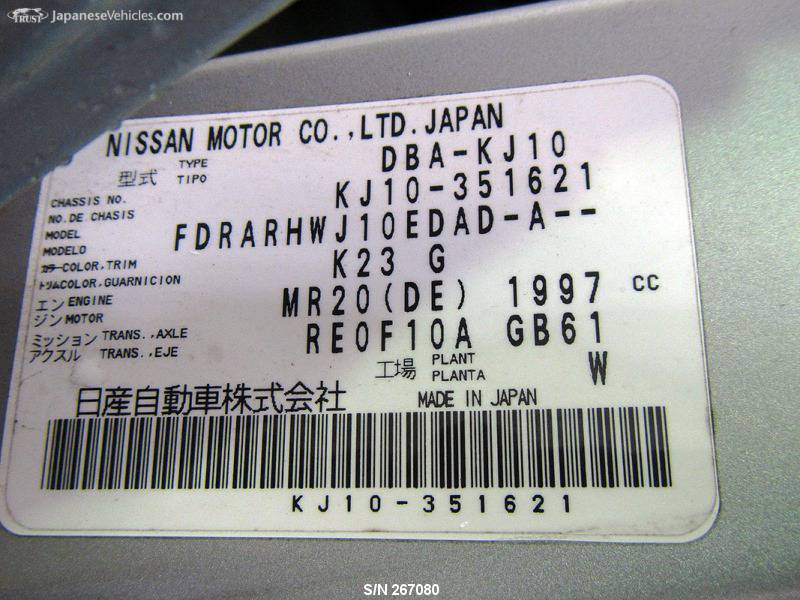 TRUST JapaneseVehicles.com
NISSAN MOTOR CO.,LTD.JAPAN
型式 TYPE DBA-KJ10
TIPO
CHASSIS NO. KJ10-351621
NO.DE CHASIS
MODEL FDRARHWJ10EDAD-A--
MODELO
カラー COLOR,TRIM K23 G
トリム COLOR,GUARNICION
エンジン ENGINE MR20(DE) 1997 CC
MOTOR
ミッション TRANS.,AXLE RE0F10A GB61
アクスル TRANS.,EJE
工場 PLANT W
PLANTA
日産自動車株式会社 MADE IN JAPAN
KJ10-351621
S/N 267080